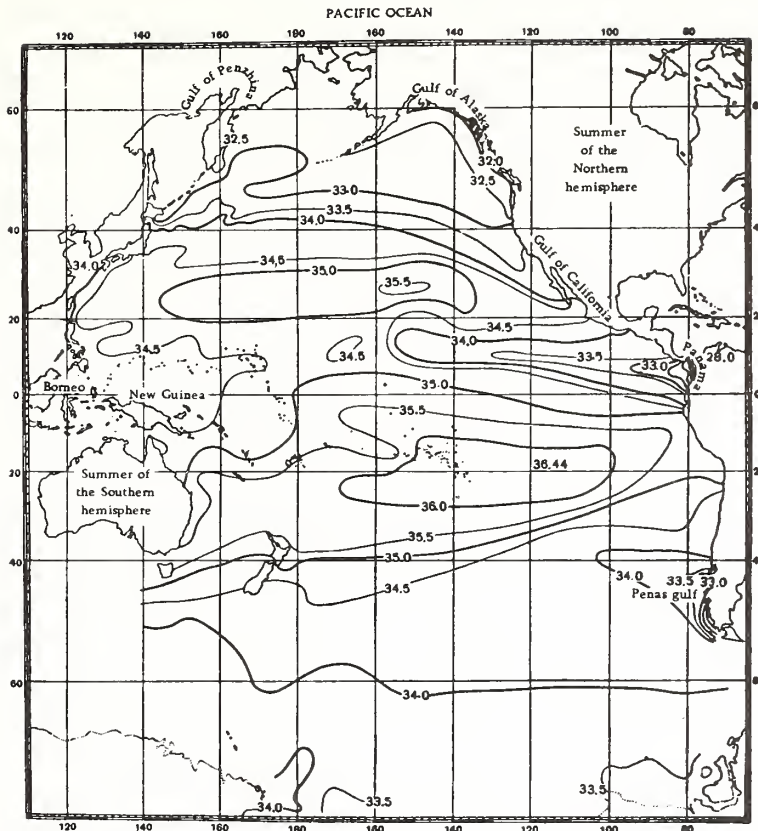 PACIFIC OCEAN
120 140 160 180 160 140 120 100 80
Gulf of Penzhina
Gulf of Alaska
60
32.5
32.0
32.5
Summer
of the
Northern
hemisphere
33.0
33.5
34.0
40
34.0
34,5
35.0
35.5
Gulf of California
20
34.5
34,0
34.5
34.5
33.5
33.0
Panama
28.0
Borneo
New Guinea
35.0
0
35.5
Summer of
the Southern
hemisphere
20
36.44
36.0
35.5
35.0
34.5
40
34.0 33.5 33.0
Penas gulf
60
34.0
34.0
33.5
33.5
120 140 160 180 160 140 120 100 80